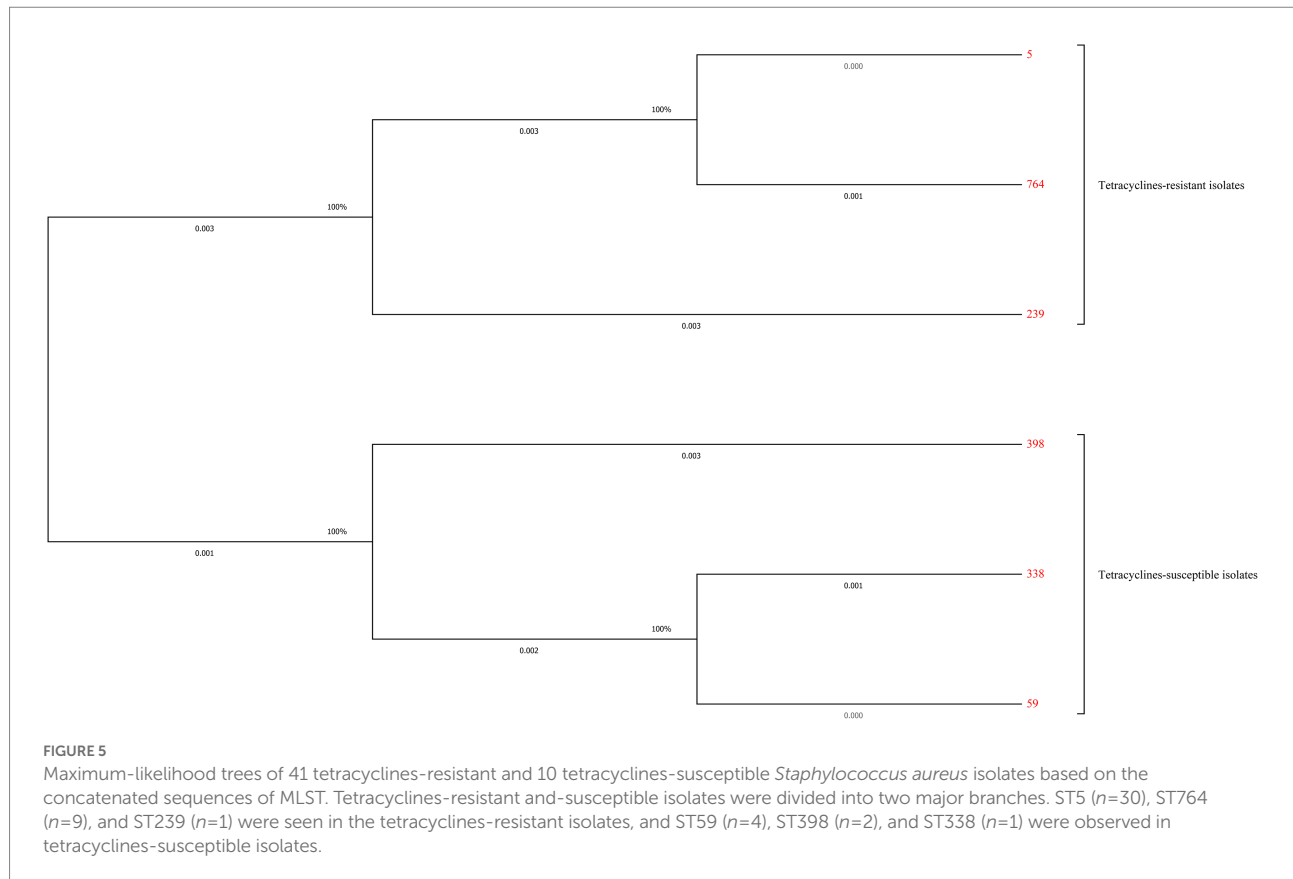 5
0.000
100%
0.003
764
0.001
Tetracyclines-resistant isolates
100%
0.003
239
0.003
398
0.003
100%
0.001
338
0.001
Tetracyclines-susceptible isolates
100%
0.002
59
0.000
FIGURE 5
Maximum-likelihood trees of 41 tetracyclines-resistant and 10 tetracyclines-susceptible Staphylococcus aureus isolates based on the
concatenated sequences of MLST. Tetracyclines-resistant and-susceptible isolates were divided into two major branches. ST5 (n=30), ST764
(n=9), and ST239 (n=1) were seen in the tetracyclines-resistant isolates, and ST59 (n=4), ST398 (n=2), and ST338 (n=1) were observed in
tetracyclines-susceptible isolates.